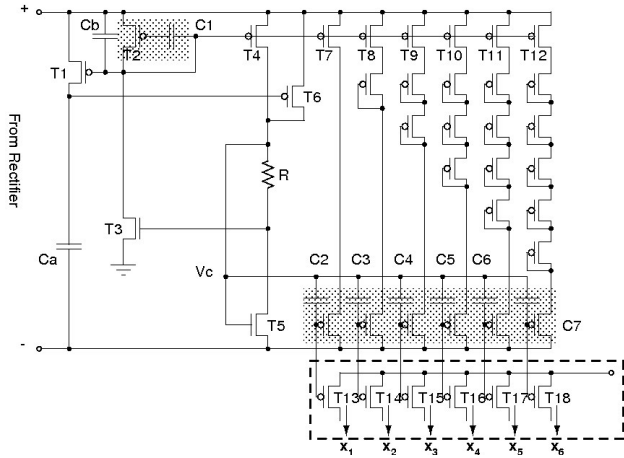 + Cb C1
T2
T1 T4 T7 T8 T9 T10 T11 T12
T6
From Rectifier
R
T3
Ca Vc C2 C3 C4 C5 C6
T5 C7
-
T13 T14 T15 T16 T17 T18
x1 x2 x3 x4 x5 x6